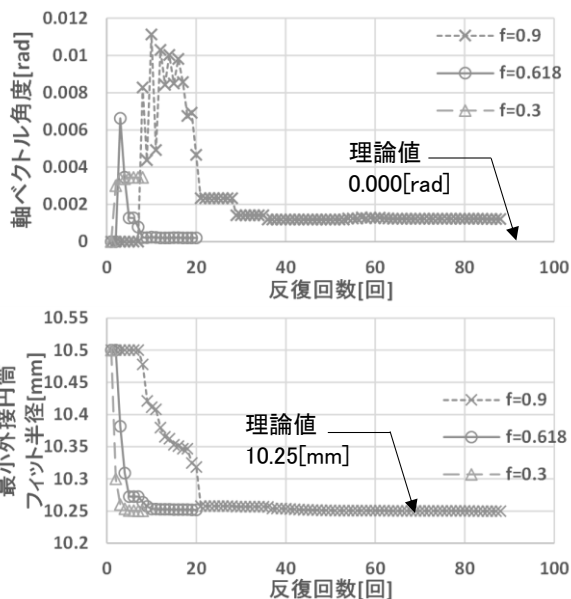 軸ベクトル角度[rad]
0.012
0.01
0.008
0.006
0.004
0.002
0
f=0.9
f=0.618
f=0.3
理論値
0.000[rad]
0
20
40
60
80
100
反復回数[回]
最小外接円筒
フィット半径[mm]
10.55
10.5
10.45
10.4
10.35
10.3
10.25
10.2
f=0.9
f=0.618
f=0.3
理論値
10.25[mm]
0
20
40
60
80
100
反復回数[回]